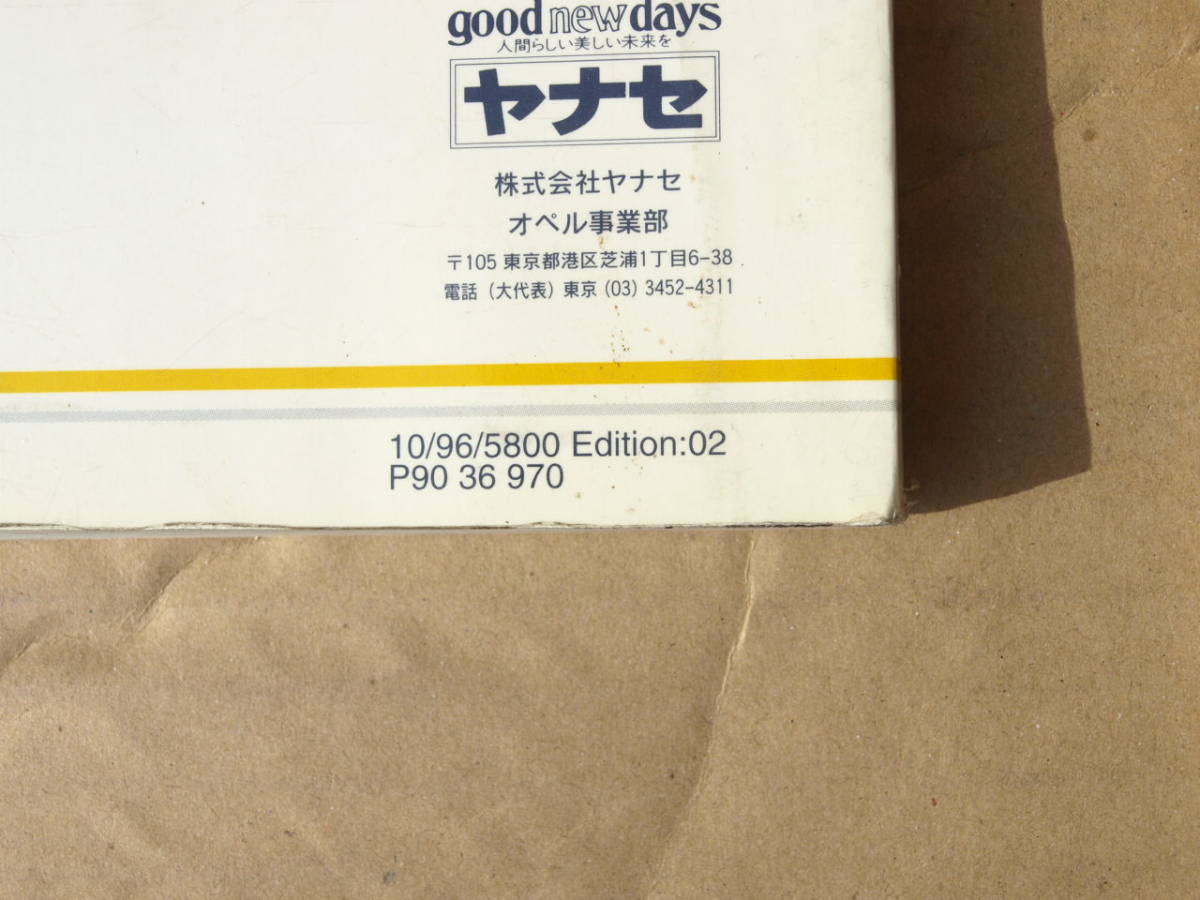 good new days
人間らしい美しい未来を
ヤナセ
株式会社ヤナセ
オペル事業部
〒105 東京都港区芝浦1丁目6-38
電話（大代表）東京 (03) 3452-4311
10/96/5800 Edition:02
P90 36 970